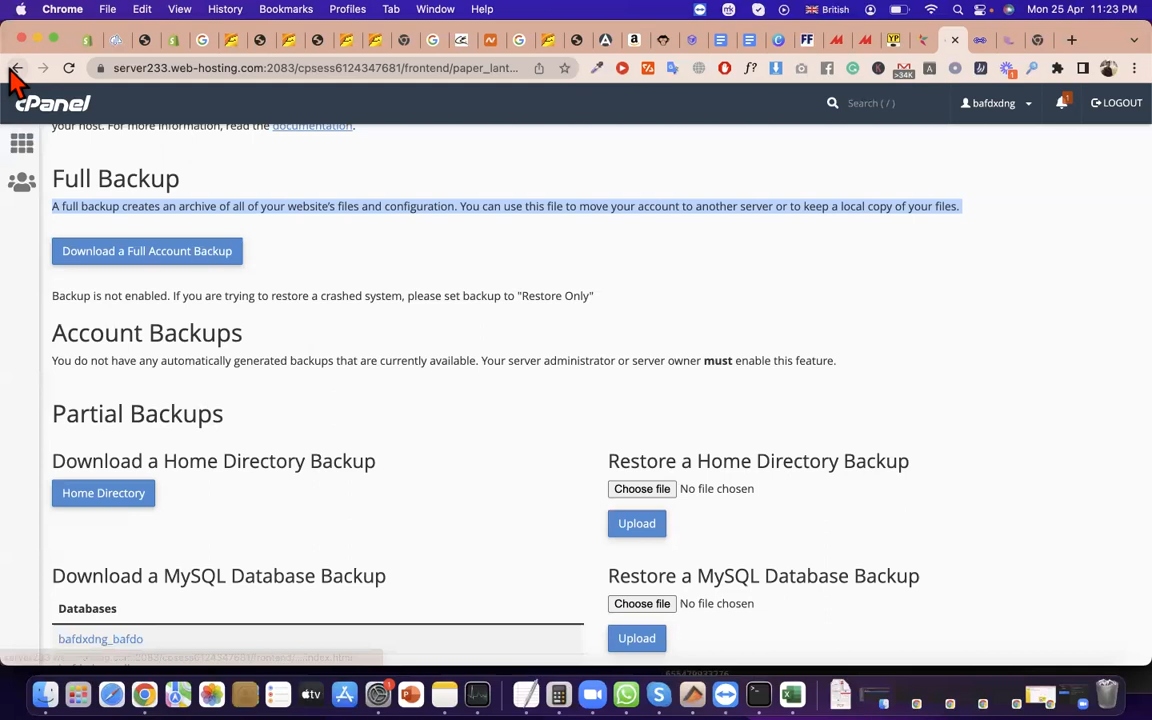 Chrome File Edit View History Bookmarks Profiles Tab Window Help British Mon 25 Apr 11:23 PM
server233.web-hosting.com:2083/cpsess6124347681/frontend/paper_lant...
cPanel Search ( / ) bafdxdng 1 LOGOUT
your host. For more information, read the documentation.
Full Backup
A full backup creates an archive of all of your website's files and configuration. You can use this file to move your account to another server or to keep a local copy of your files.
Download a Full Account Backup
Backup is not enabled. If you are trying to restore a crashed system, please set backup to "Restore Only"
Account Backups
You do not have any automatically generated backups that are currently available. Your server administrator or server owner must enable this feature.
Partial Backups
Download a Home Directory Backup
Home Directory
Restore a Home Directory Backup
Choose file No file chosen
Upload
Download a MySQL Database Backup
Databases
bafdxdng_bafdo
Restore a MySQL Database Backup
Choose file No file chosen
Upload